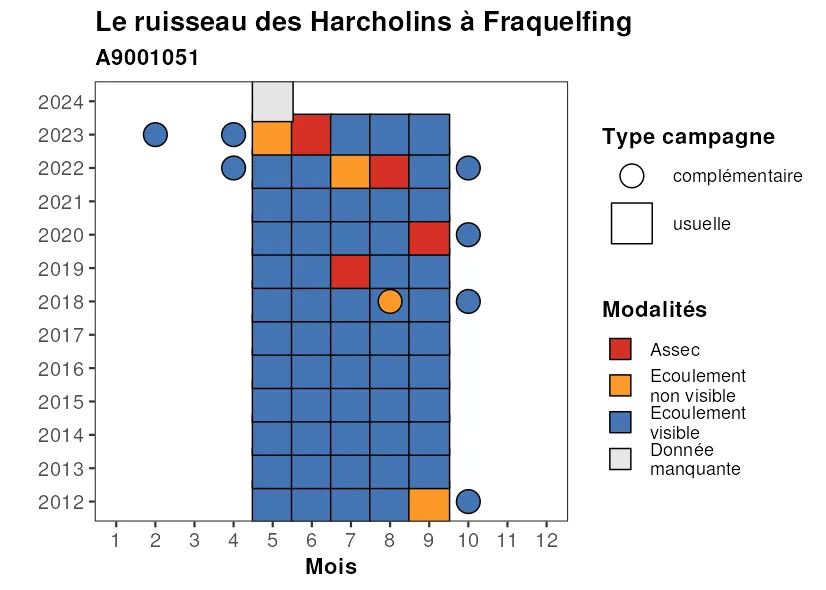 Le ruisseau des Harcholins à Fraquelfing
A9001051
2024
2023
2022
2021
2020
2019
2018
2017
2016
2015
2014
2013
2012
1 2 3 4 5 6 7 8 9 10 11 12
Mois
Type campagne
complémentaire
usuelle
Modalités
Assec
Ecoulement
non visible
Ecoulement
visible
Donnée
manquante